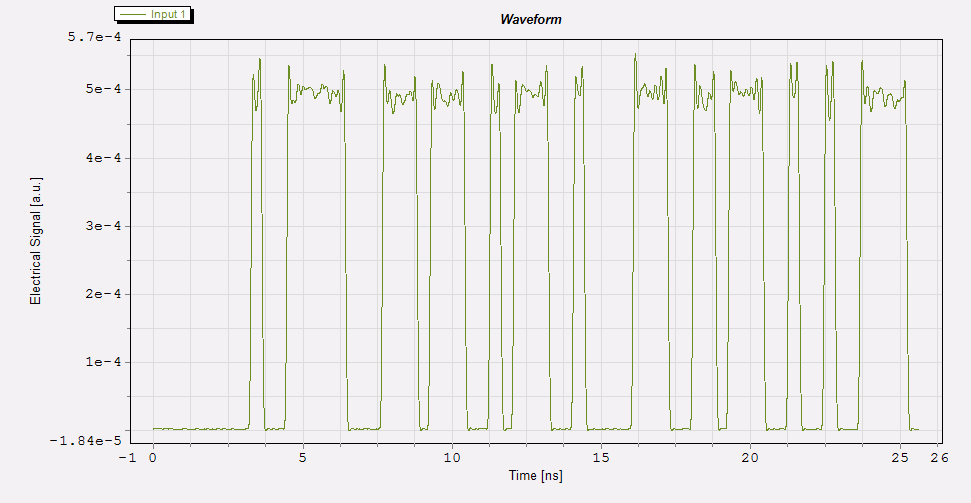 Input 1
Waveform
5.7e-4
5e-4
4e-4
3e-4
2e-4
1e-4
-1.84e-5
Electrical Signal [a.u.]
-1 0 5 10 15 20 25 26
Time [ns]